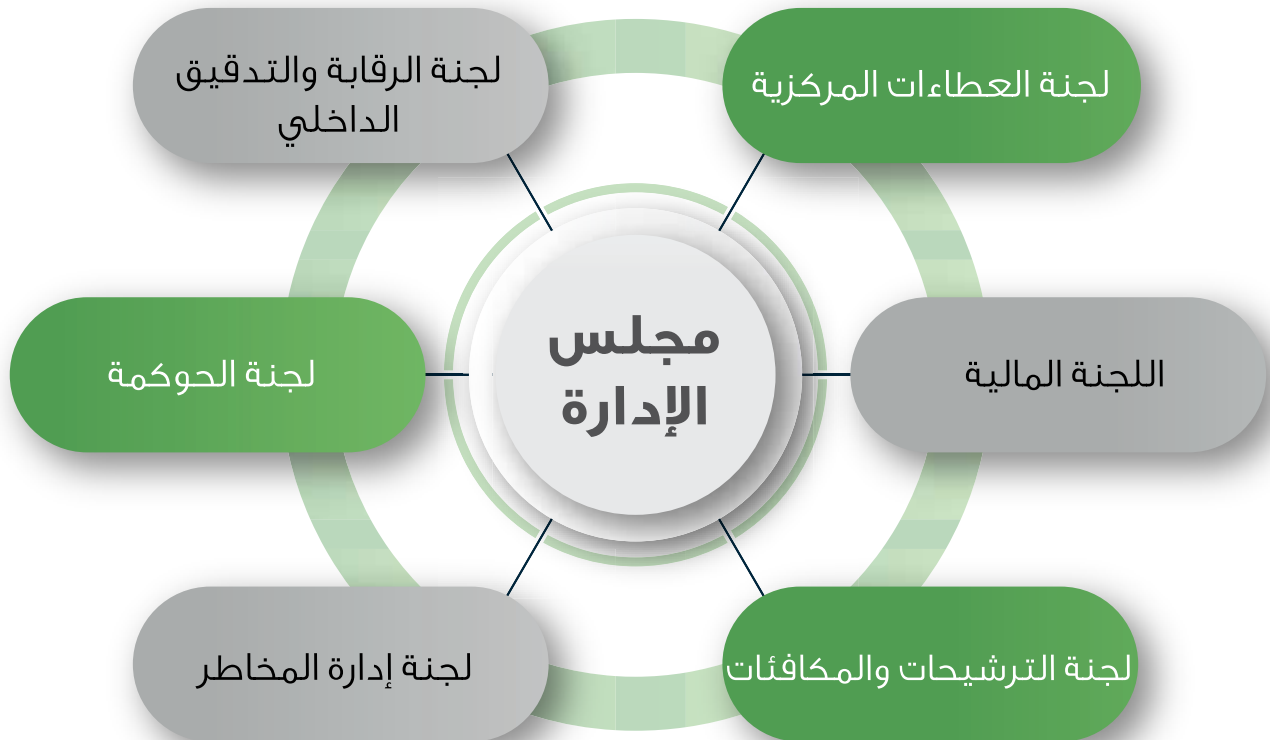 لجنة العطاءات المركزية
لجنة الرقابة والتدقيق
الداخلي
اللجنة المالية
مجلس
الإدارة
لجنة الحوكمة
لجنة الترشيحات والمكافئات
لجنة إدارة المخاطر